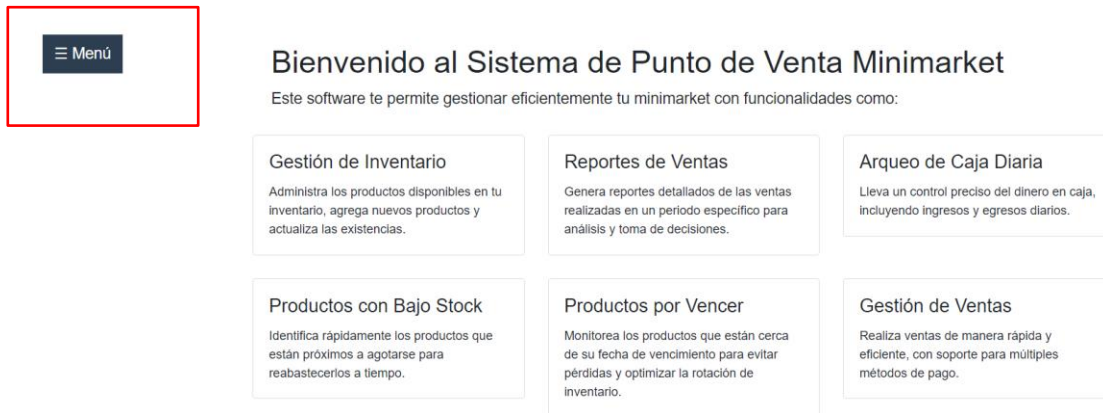 ☰ Menú
Bienvenido al Sistema de Punto de Venta Minimarket
Este software te permite gestionar eficientemente tu minimarket con funcionalidades como:
Gestión de Inventario
Administra los productos disponibles en tu
inventario, agrega nuevos productos y
actualiza las existencias.
Reportes de Ventas
Genera reportes detallados de las ventas
realizadas en un periodo específico para
análisis y toma de decisiones.
Arqueo de Caja Diaria
Lleva un control preciso del dinero en caja,
incluyendo ingresos y egresos diarios.
Productos con Bajo Stock
Identifica rápidamente los productos que
están próximos a agotarse para
reabastecerlos a tiempo.
Productos por Vencer
Monitorea los productos que están cerca
de su fecha de vencimiento para evitar
pérdidas y optimizar la rotación de
inventario.
Gestión de Ventas
Realiza ventas de manera rápida y
eficiente, con soporte para múltiples
métodos de pago.